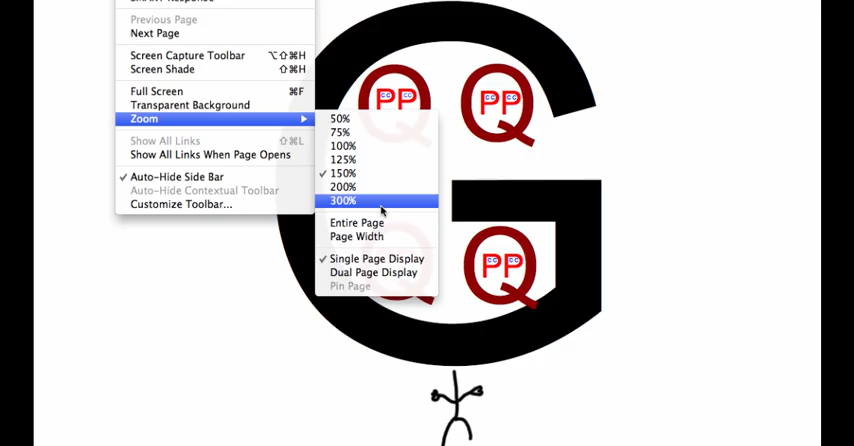 Previous Page
Next Page
Screen Capture Toolbar ⌥⇧⌘H
Screen Shade ⇧⌘H
Full Screen ⌘F
Transparent Background
Zoom
Show All Links ⇧⌘L
Show All Links When Page Opens
✓ Auto-Hide Side Bar
Auto-Hide Contextual Toolbar
Customize Toolbar...
50%
75%
100%
125%
✓ 150%
200%
300%
Entire Page
Page Width
✓ Single Page Display
Dual Page Display
Pin Page
G
Q PP
Q PP
Q
Q PP